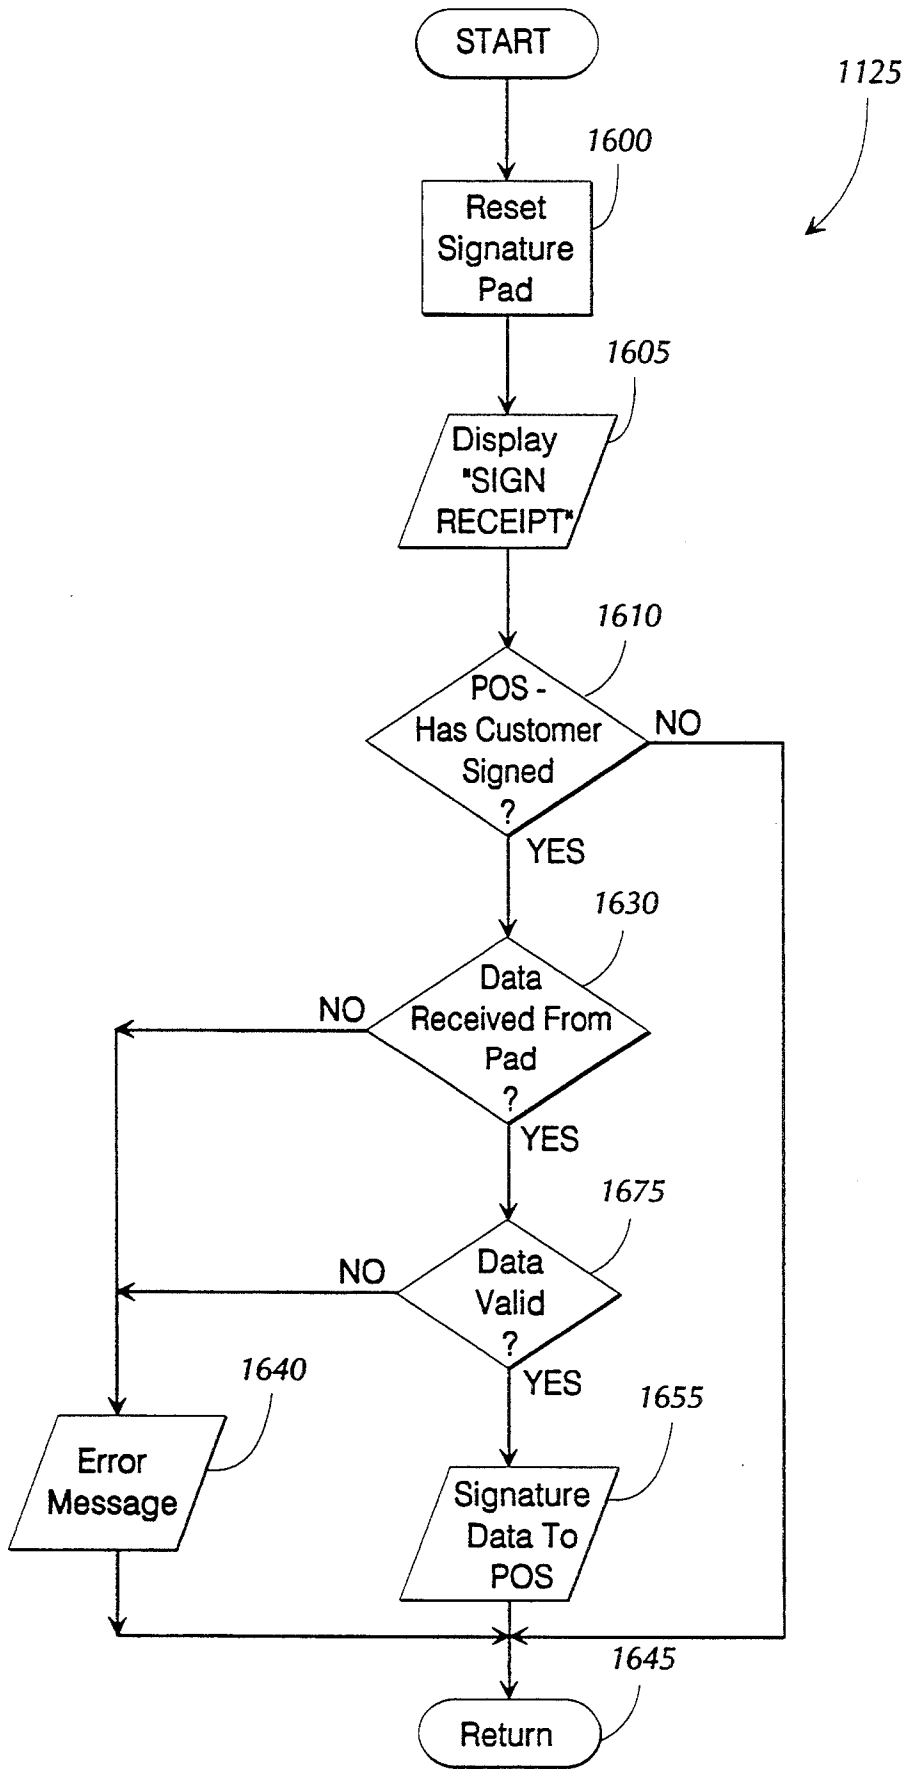 START
1125
1600
Reset
Signature
Pad
1605
Display
"SIGN
RECEIPT"
1610
POS -
Has Customer
Signed
?
NO
YES
1630
Data
Received From
Pad
?
NO
YES
1675
Data
Valid
?
NO
YES
1640
Error
Message
1655
Signature
Data To
POS
1645
Return